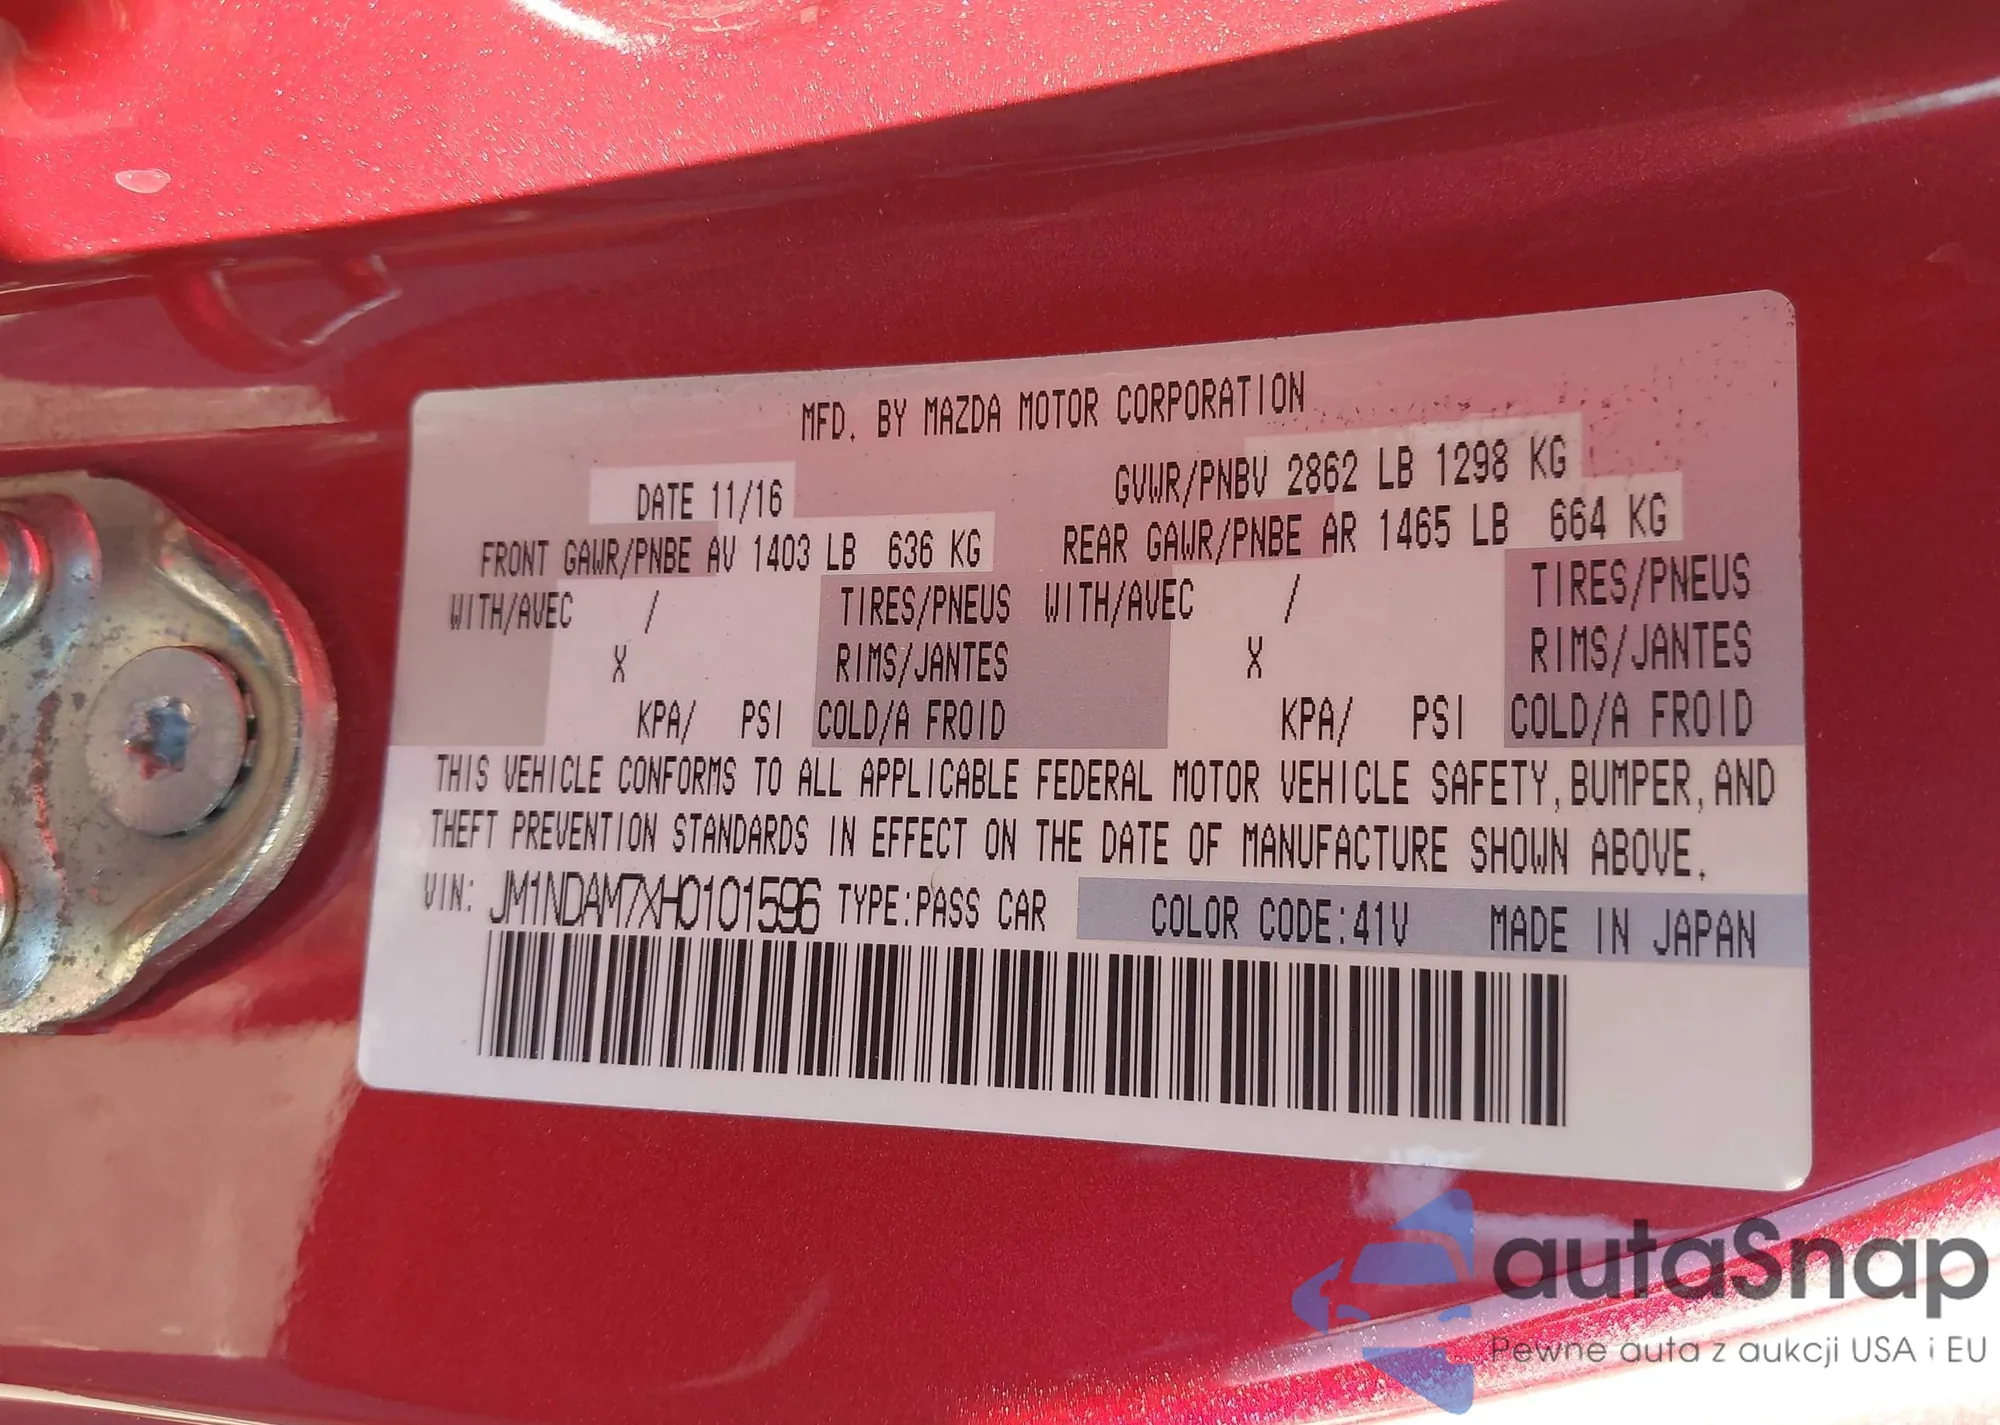 MFD. BY MAZDA MOTOR CORPORATION
DATE 11/16 GVWR/PNBV 2862 LB 1298 KG
FRONT GAWR/PNBE AV 1403 LB 636 KG REAR GAWR/PNBE AR 1465 LB 664 KG
WITH/AVEC / TIRES/PNEUS WITH/AVEC / TIRES/PNEUS
X RIMS/JANTES X RIMS/JANTES
KPA/ PSI COLD/A FROID KPA/ PSI COLD/A FROID
THIS VEHICLE CONFORMS TO ALL APPLICABLE FEDERAL MOTOR VEHICLE SAFETY, BUMPER, AND
THEFT PREVENTION STANDARDS IN EFFECT ON THE DATE OF MANUFACTURE SHOWN ABOVE.
VIN: JM1NDAM7XH0101596 TYPE:PASS CAR COLOR CODE:41V MADE IN JAPAN
autaSnap
Pewne auta z aukcji USA i EU